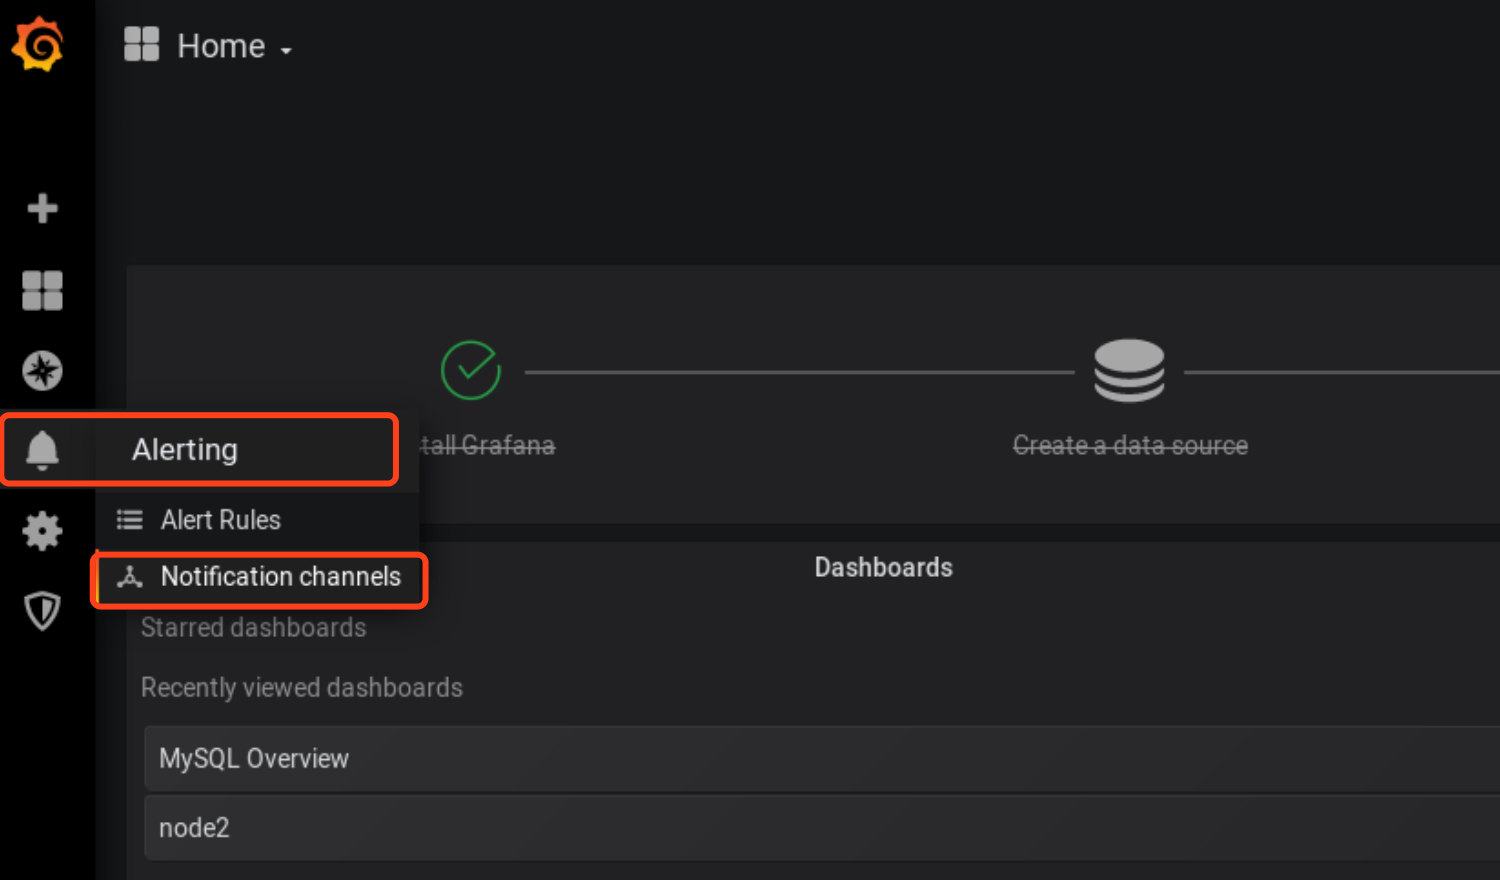 Home
Alerting
tall Grafana
Create a data source
Alert Rules
Notification channels
Dashboards
Starred dashboards
Recently viewed dashboards
MySQL Overview
node2